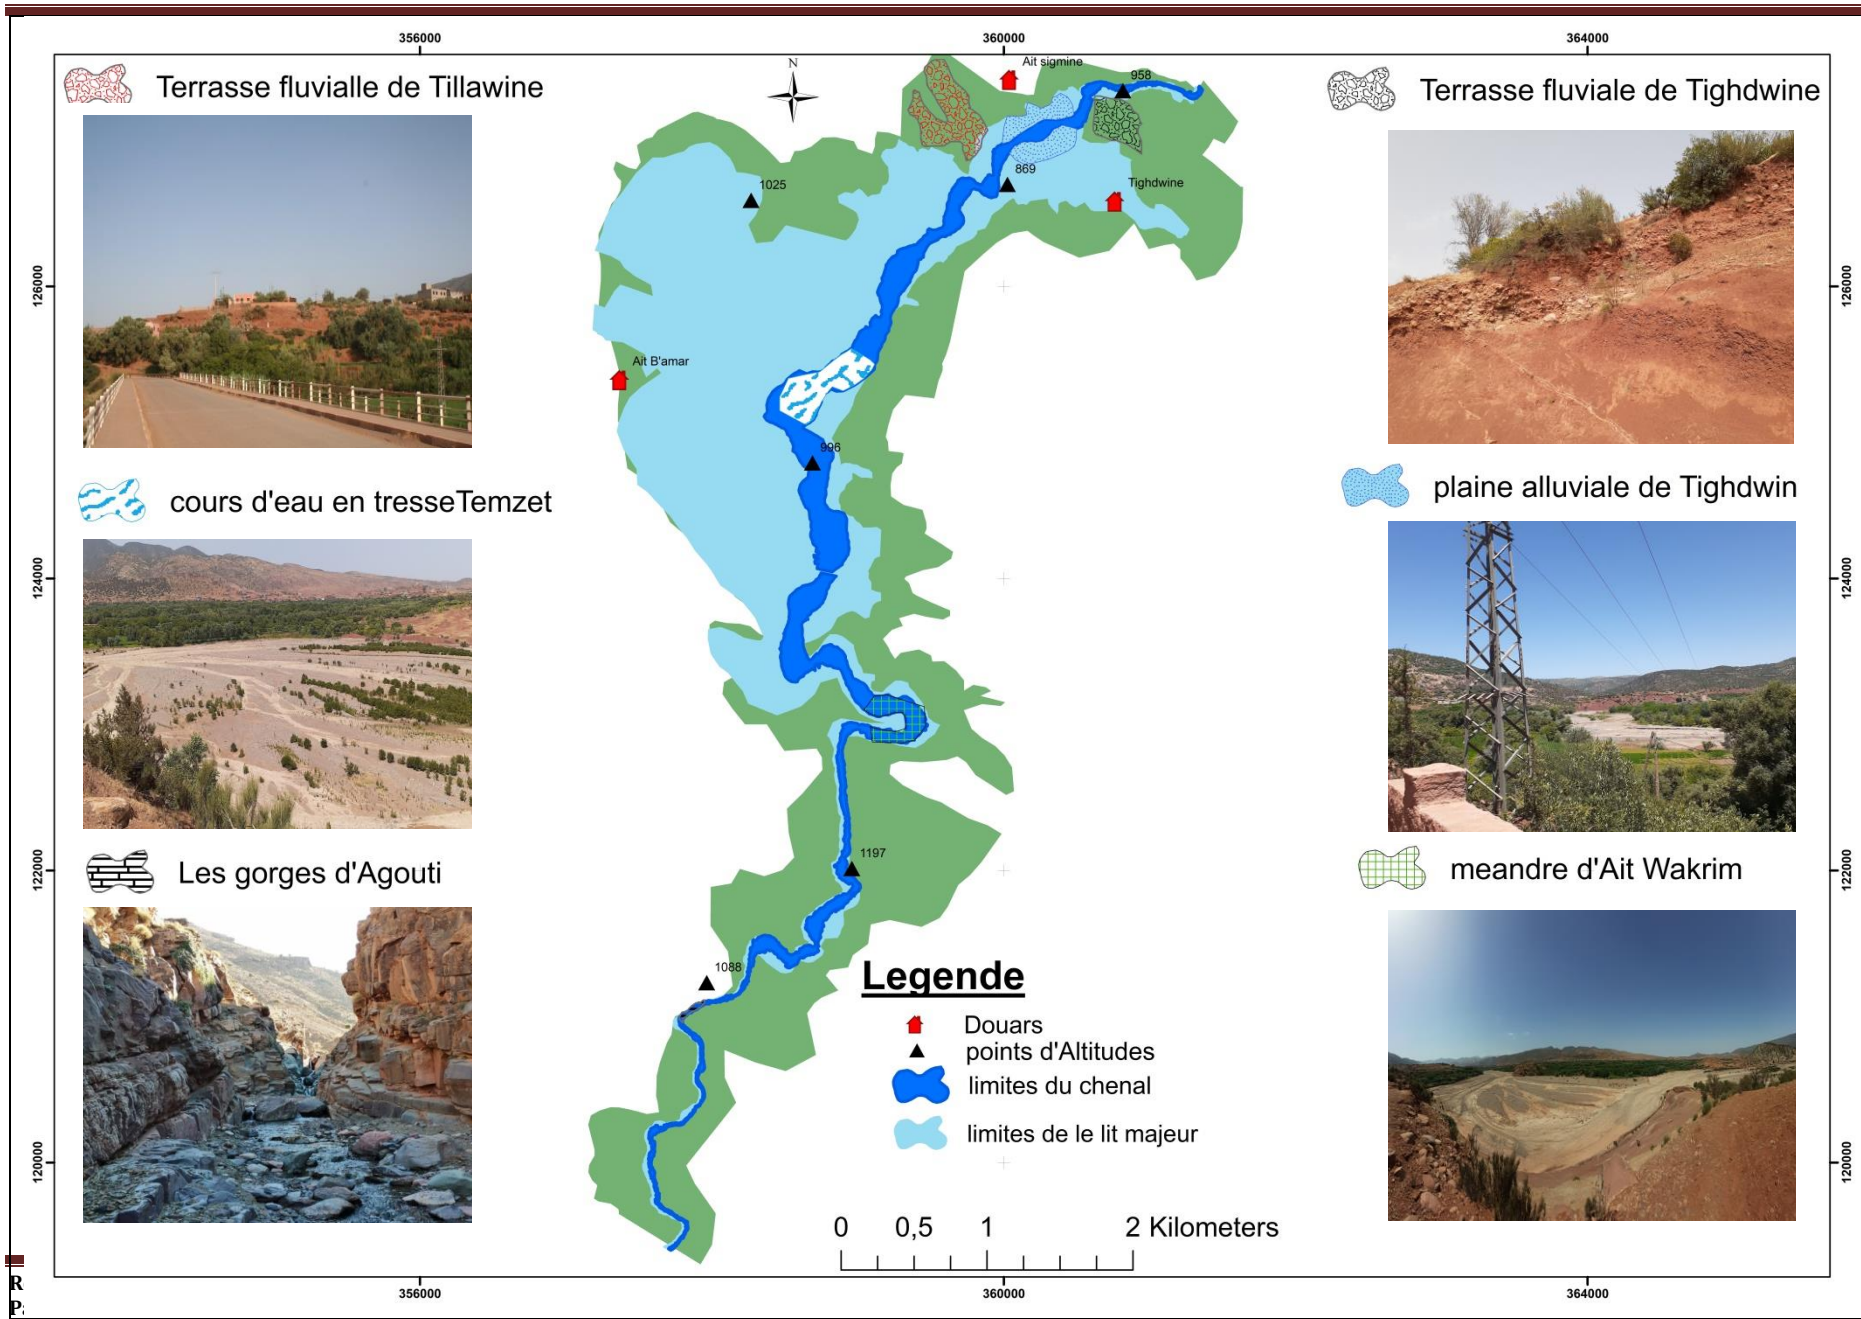 356000
360000
364000
Terrasse fluvialle de Tillawine
N
Ait sigmine
958
Terrasse fluviale de Tighdwine
869
1025
Tighdwine
126000
126000
Ait B'amar
996
cours d'eau en tresseTemzet
plaine alluviale de Tighdwin
124000
124000
Les gorges d'Agouti
meandre d'Ait Wakrim
1197
122000
122000
1088
Legende
Douars
points d'Altitudes
limites du chenal
limites de le lit majeur
120000
120000
0 0,5 1 2 Kilometers
356000
360000
364000